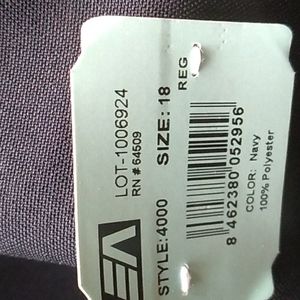 LOT-1006924
RN # 64509
STYLE:4000
SIZE: 18
REG
8 462380 052956
COLOR: Navy
100% Polyester